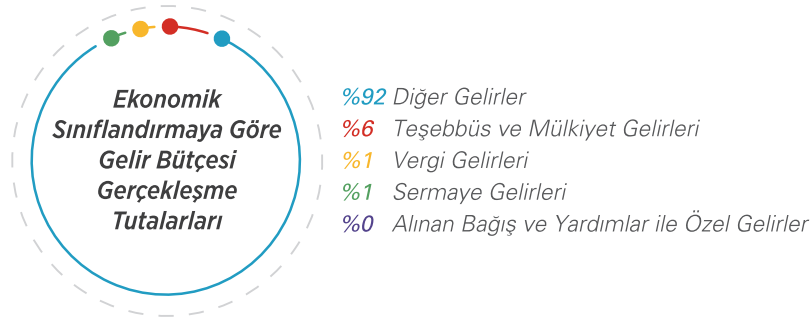 Ekonomik
Sınıflandırmaya Göre
Gelir Bütçesi
Gerçekleşme
Tutalarları
%92 Diğer Gelirler
%6 Teşebbüs ve Mülkiyet Gelirleri
%1 Vergi Gelirleri
%1 Sermaye Gelirleri
%0 Alınan Bağış ve Yardımlar ile Özel Gelirler